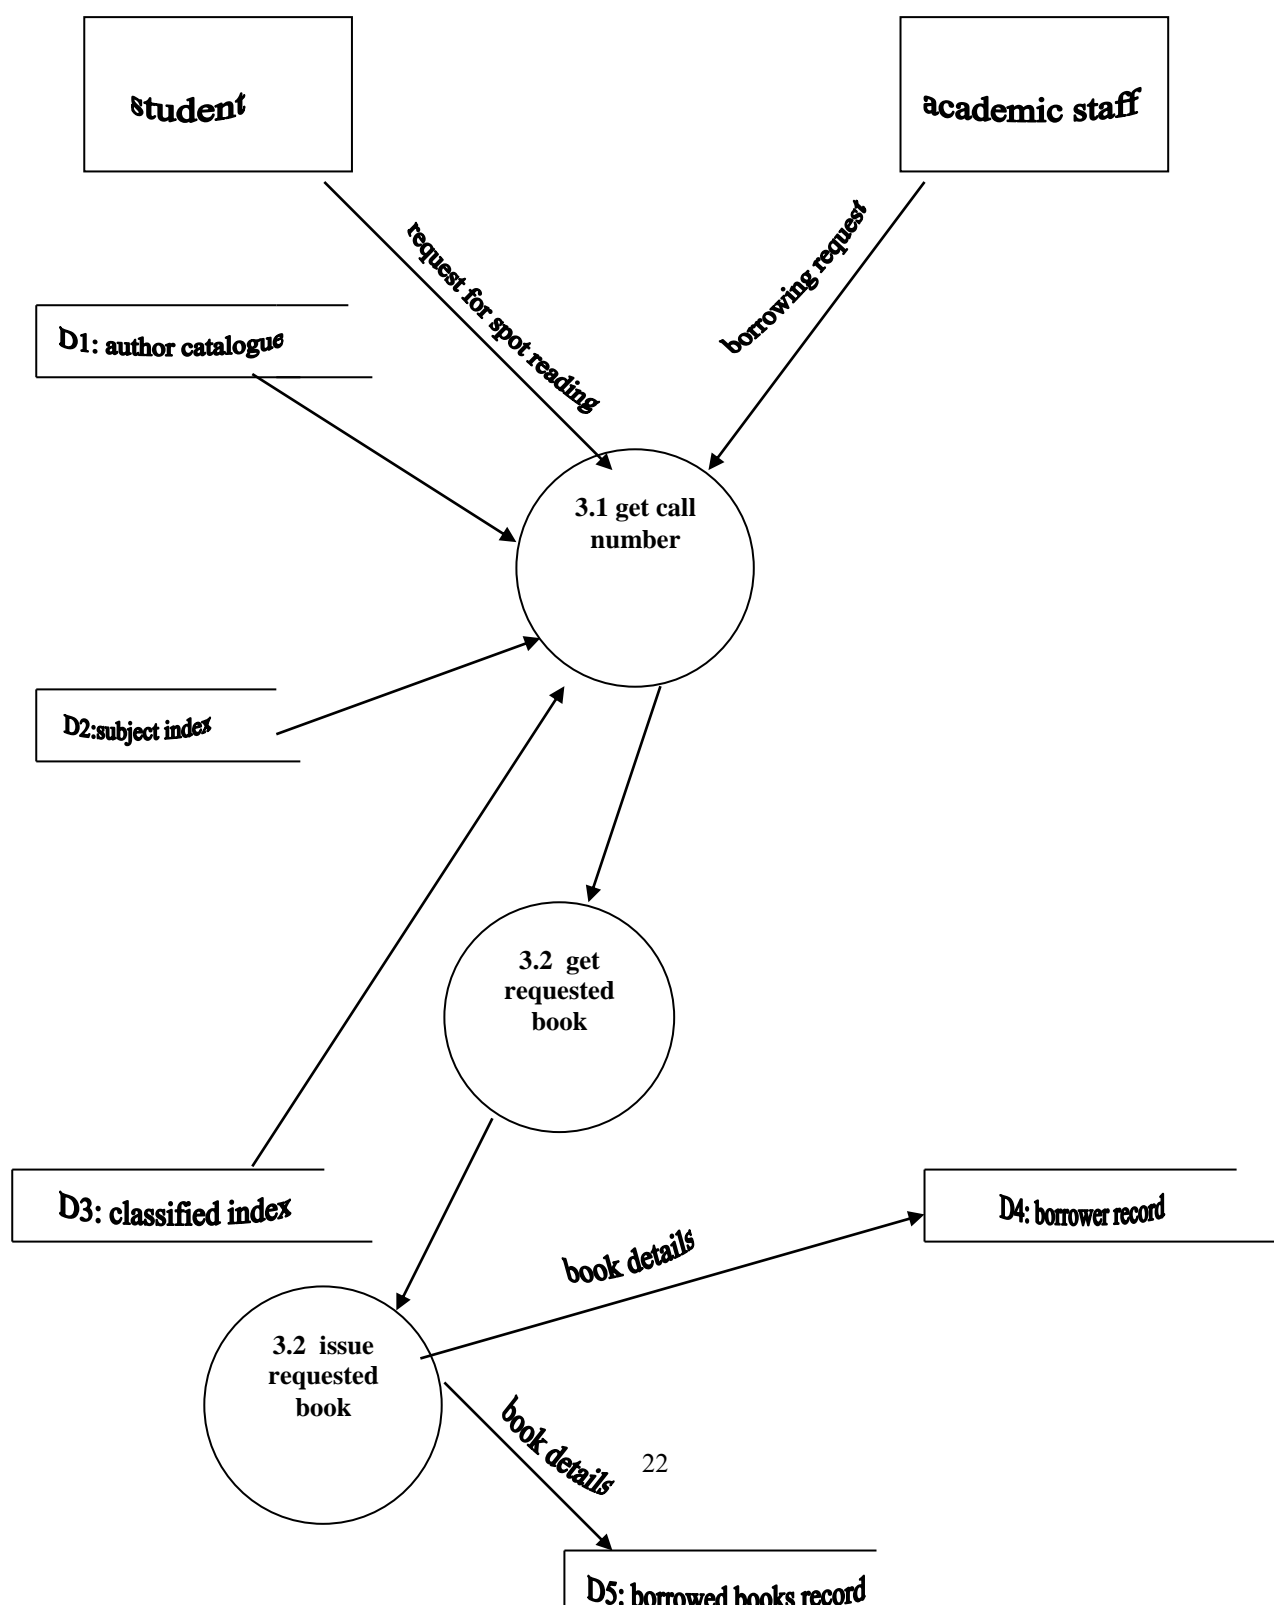 student
academic staff
request for spot reading
borrowing request
D1: author catalogue
3.1 get call
number
D2:subject index
3.2  get
requested
book
D3: classified index
D4: borrower record
book details
3.2  issue
requested
book
book details
22
D5: borrowed books record